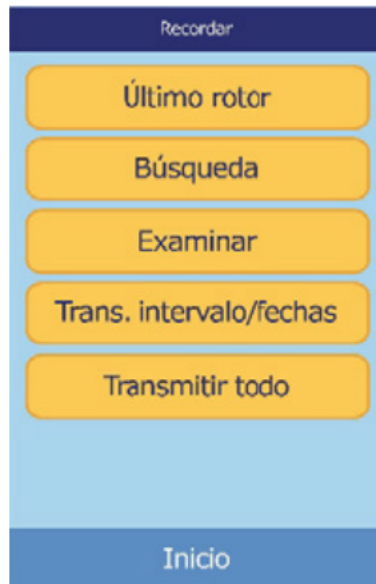 Recordar
Último rotor
Búsqueda
Examinar
Trans. intervalo/fechas
Transmitir todo
Inicio